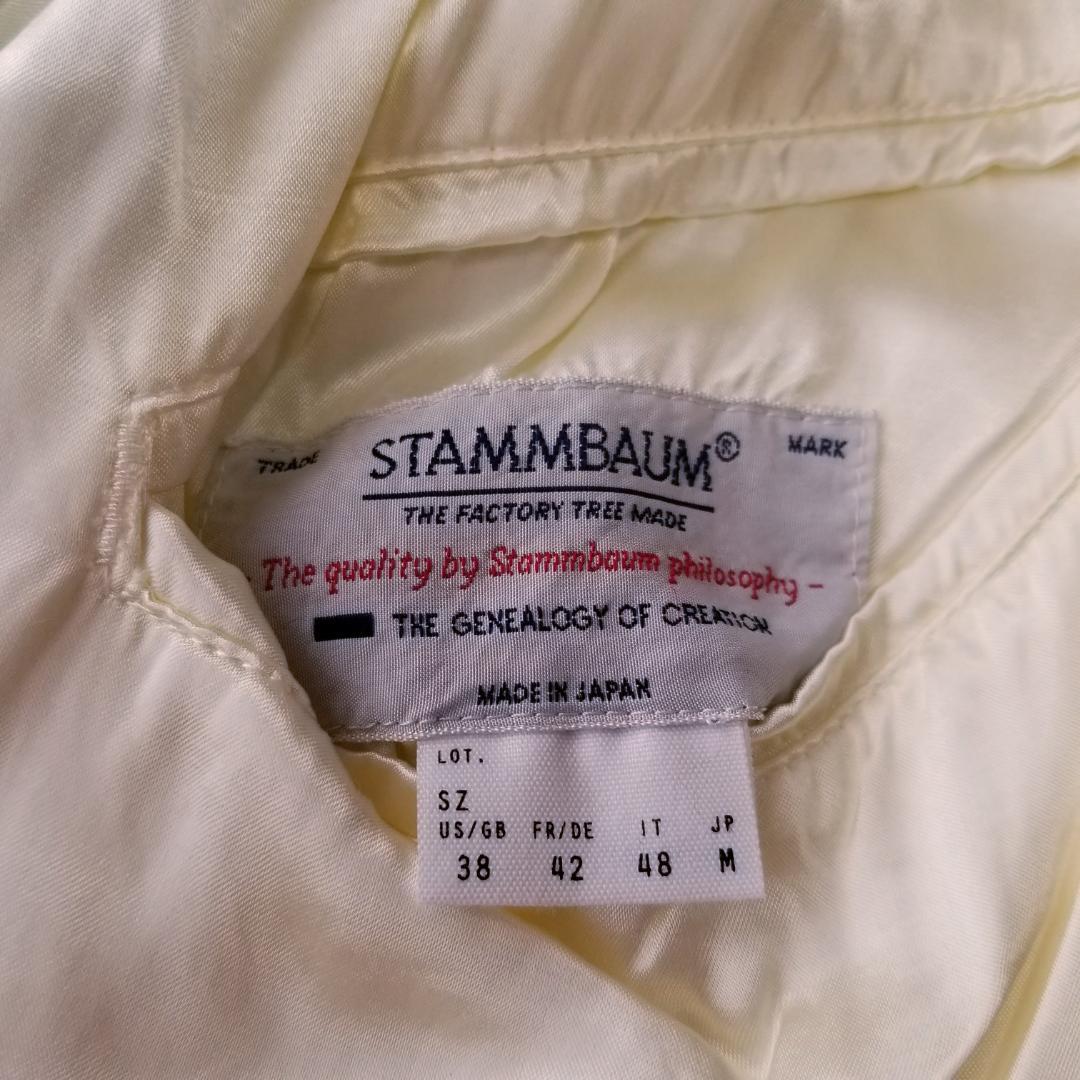 TRADE STAMMBAUM® MARK
THE FACTORY TREE MADE
- The quality by Stammbaum philosophy -
THE GENEALOGY OF CREATION
MADE IN JAPAN
LOT.
SZ
US/GB FR/DE IT JP
38 42 48 M